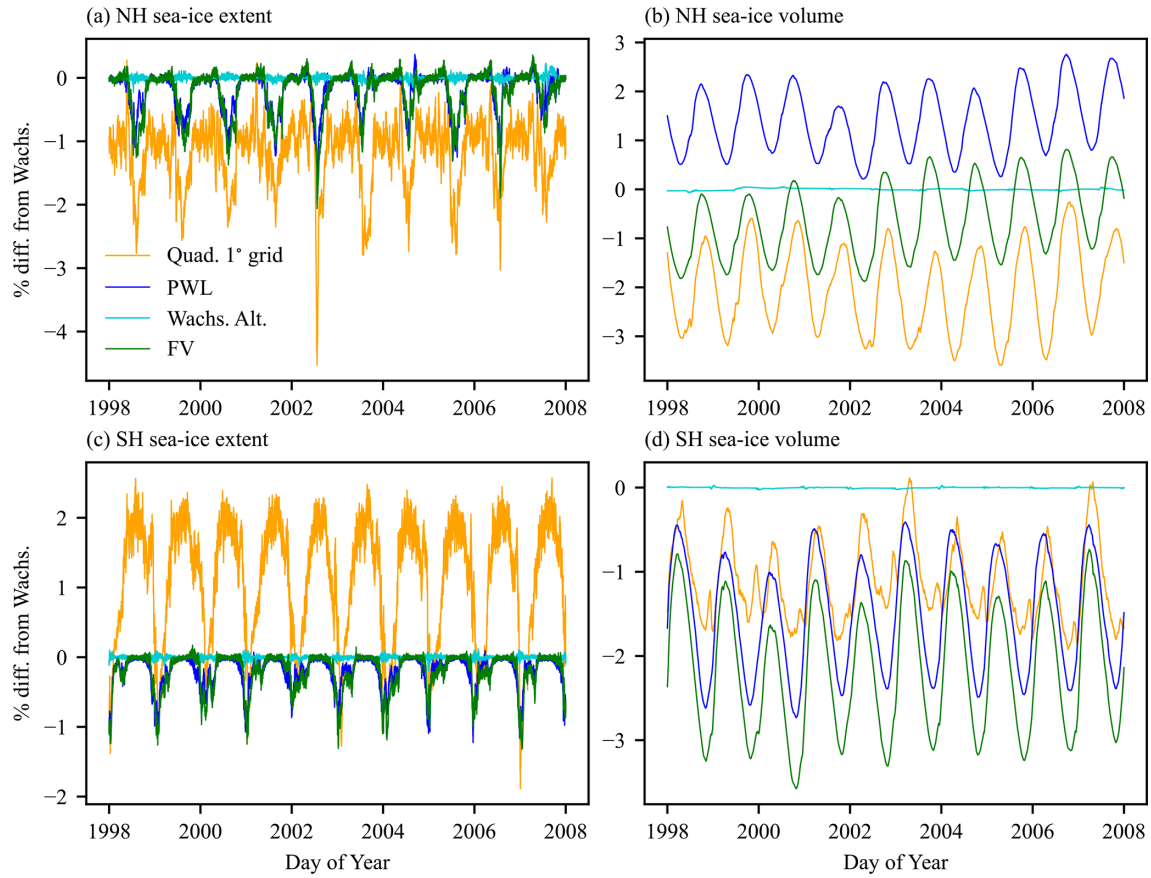 (a) NH sea-ice extent
(b) NH sea-ice volume
% diff. from Wachs.
0
−1
−2
−3
−4
Quad. 1° grid
PWL
Wachs. Alt.
FV
1998 2000 2002 2004 2006 2008
3
2
1
0
−1
−2
−3
1998 2000 2002 2004 2006 2008
(c) SH sea-ice extent
(d) SH sea-ice volume
% diff. from Wachs.
2
1
0
−1
−2
1998 2000 2002 2004 2006 2008
Day of Year
0
−1
−2
−3
1998 2000 2002 2004 2006 2008
Day of Year